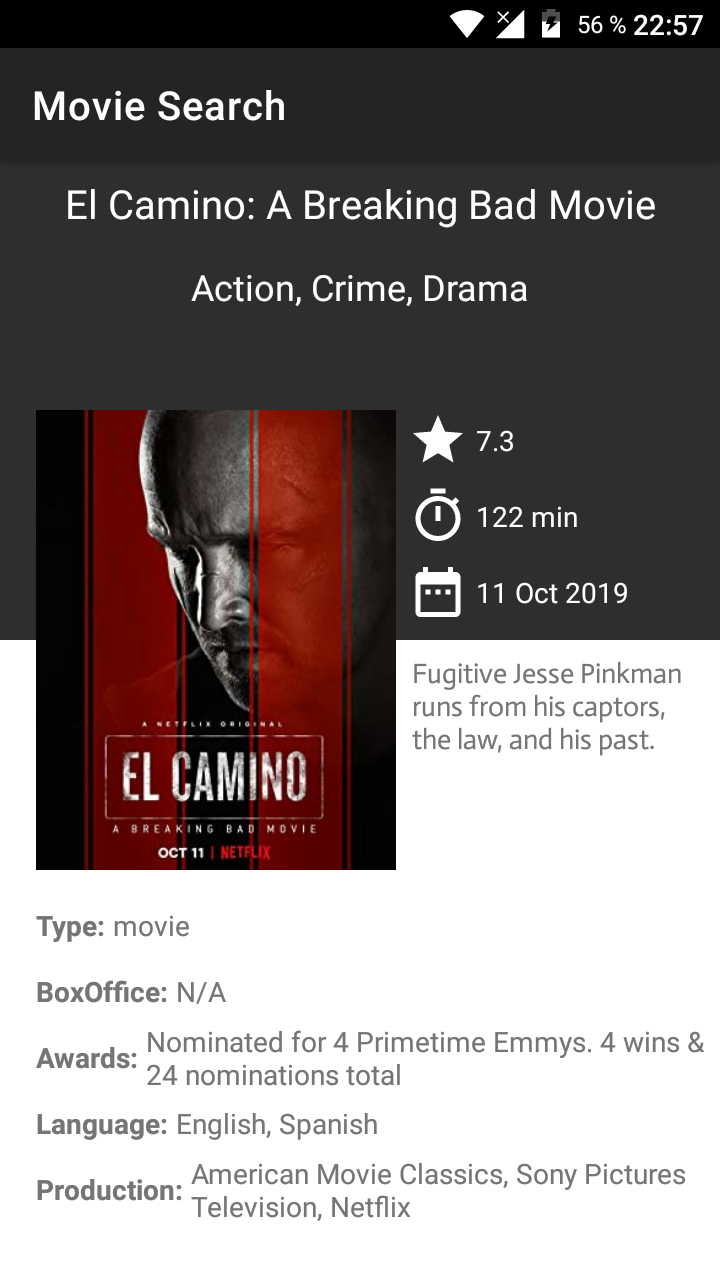 56 % 22:57
Movie Search
El Camino: A Breaking Bad Movie
Action, Crime, Drama
7.3
122 min
11 Oct 2019
Fugitive Jesse Pinkman
runs from his captors,
the law, and his past.
A NETFLIX ORIGINAL
EL CAMINO
A BREAKING BAD MOVIE
OCT 11 | NETFLIX
Type: movie
BoxOffice: N/A
Awards: Nominated for 4 Primetime Emmys. 4 wins &
24 nominations total
Language: English, Spanish
Production: American Movie Classics, Sony Pictures
Television, Netflix